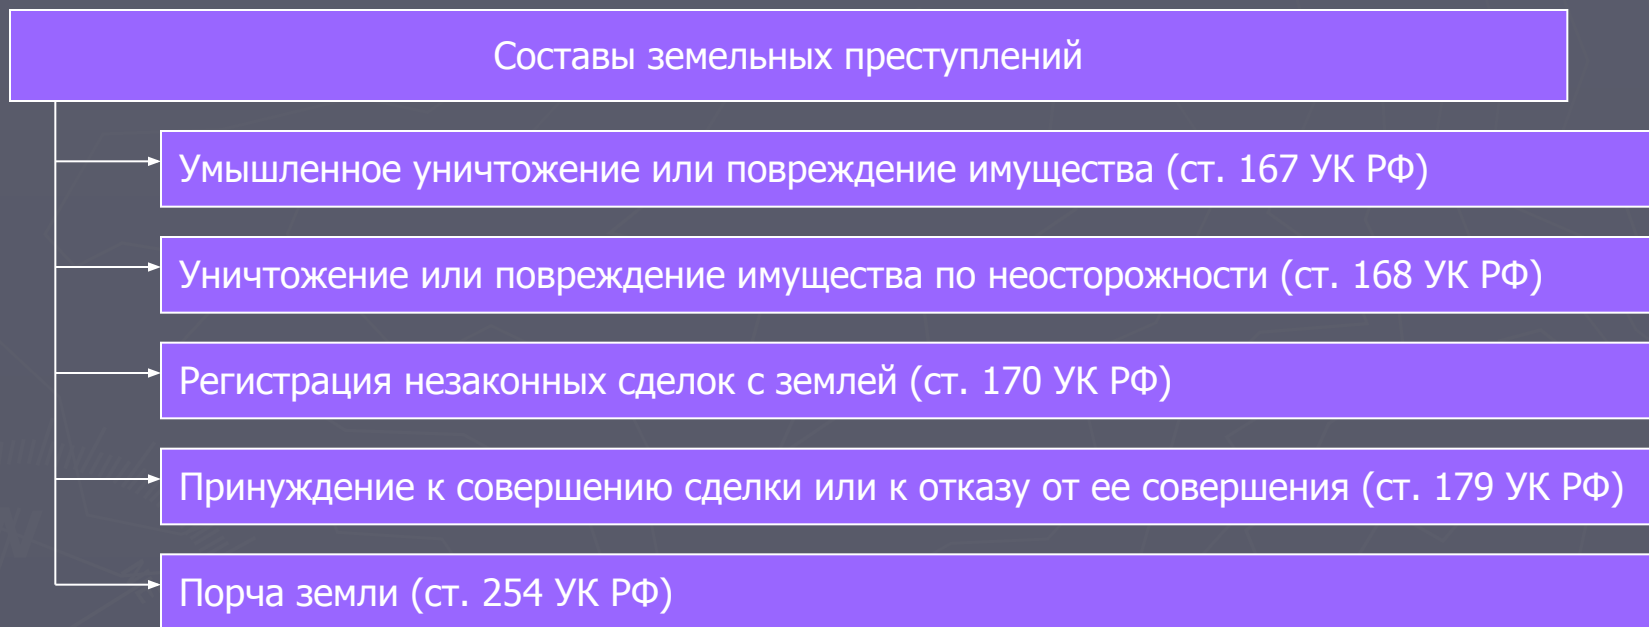 Составы земельных преступлений
Умышленное уничтожение или повреждение имущества (ст. 167 УК РФ)
Уничтожение или повреждение имущества по неосторожности (ст. 168 УК РФ)
Регистрация незаконных сделок с землей (ст. 170 УК РФ)
Принуждение к совершению сделки или к отказу от ее совершения (ст. 179 УК РФ)
Порча земли (ст. 254 УК РФ)